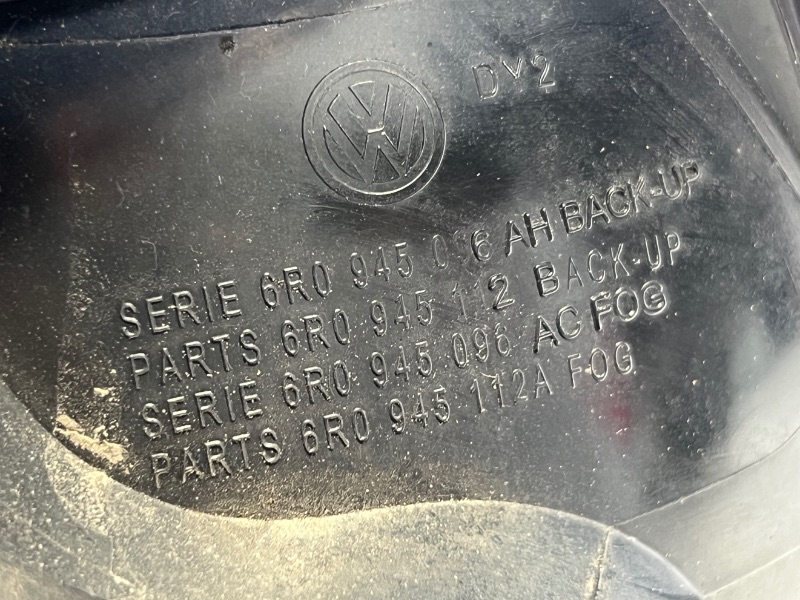 DY2
SERIE 6R0 945 096 AH BACK-UP
PARTS 6R0 945 112 BACK-UP
SERIE 6R0 945 096 AC FOG
PARTS 6R0 945 112A FOG